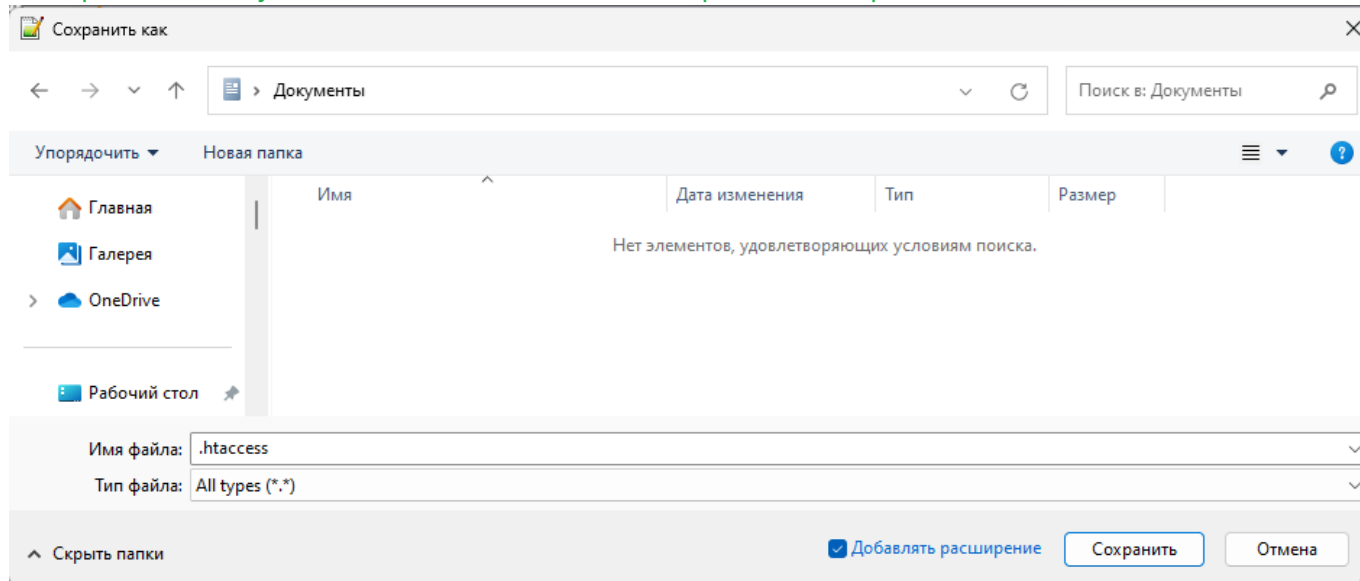 Сохранить как
Документы
Поиск в: Документы
Упорядочить
Новая папка
Имя
Дата изменения
Тип
Размер
Главная
Нет элементов, удовлетворяющих условиям поиска.
Галерея
OneDrive
Рабочий стол
Имя файла: .htaccess
Тип файла: All types (*.*)
Скрыть папки
Добавлять расширение
Сохранить
Отмена